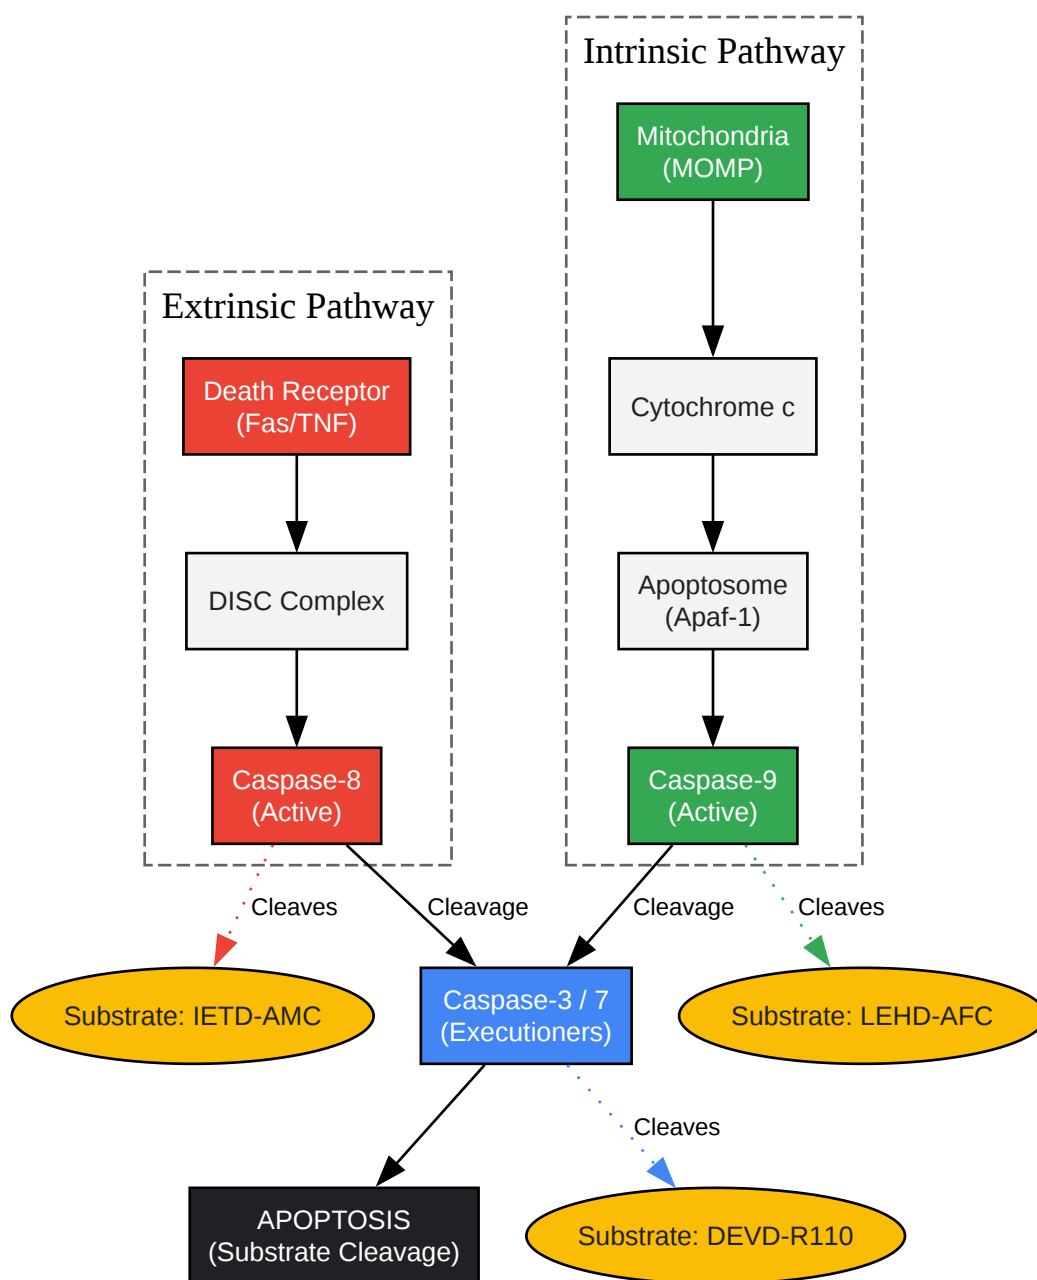 Intrinsic Pathway
Mitochondria
(MOMP)
Extrinsic Pathway
Death Receptor
(Fas/TNF)
Cytochrome c
DISC Complex
Apoptosome
(Apaf-1)
Caspase-8
(Active)
Caspase-9
(Active)
Cleaves
Cleavage
Cleavage
Cleaves
Substrate: IETD-AMC
Caspase-3 / 7
(Executioners)
Substrate: LEHD-AFC
Cleaves
APOPTOSIS
(Substrate Cleavage)
Substrate: DEVD-R110